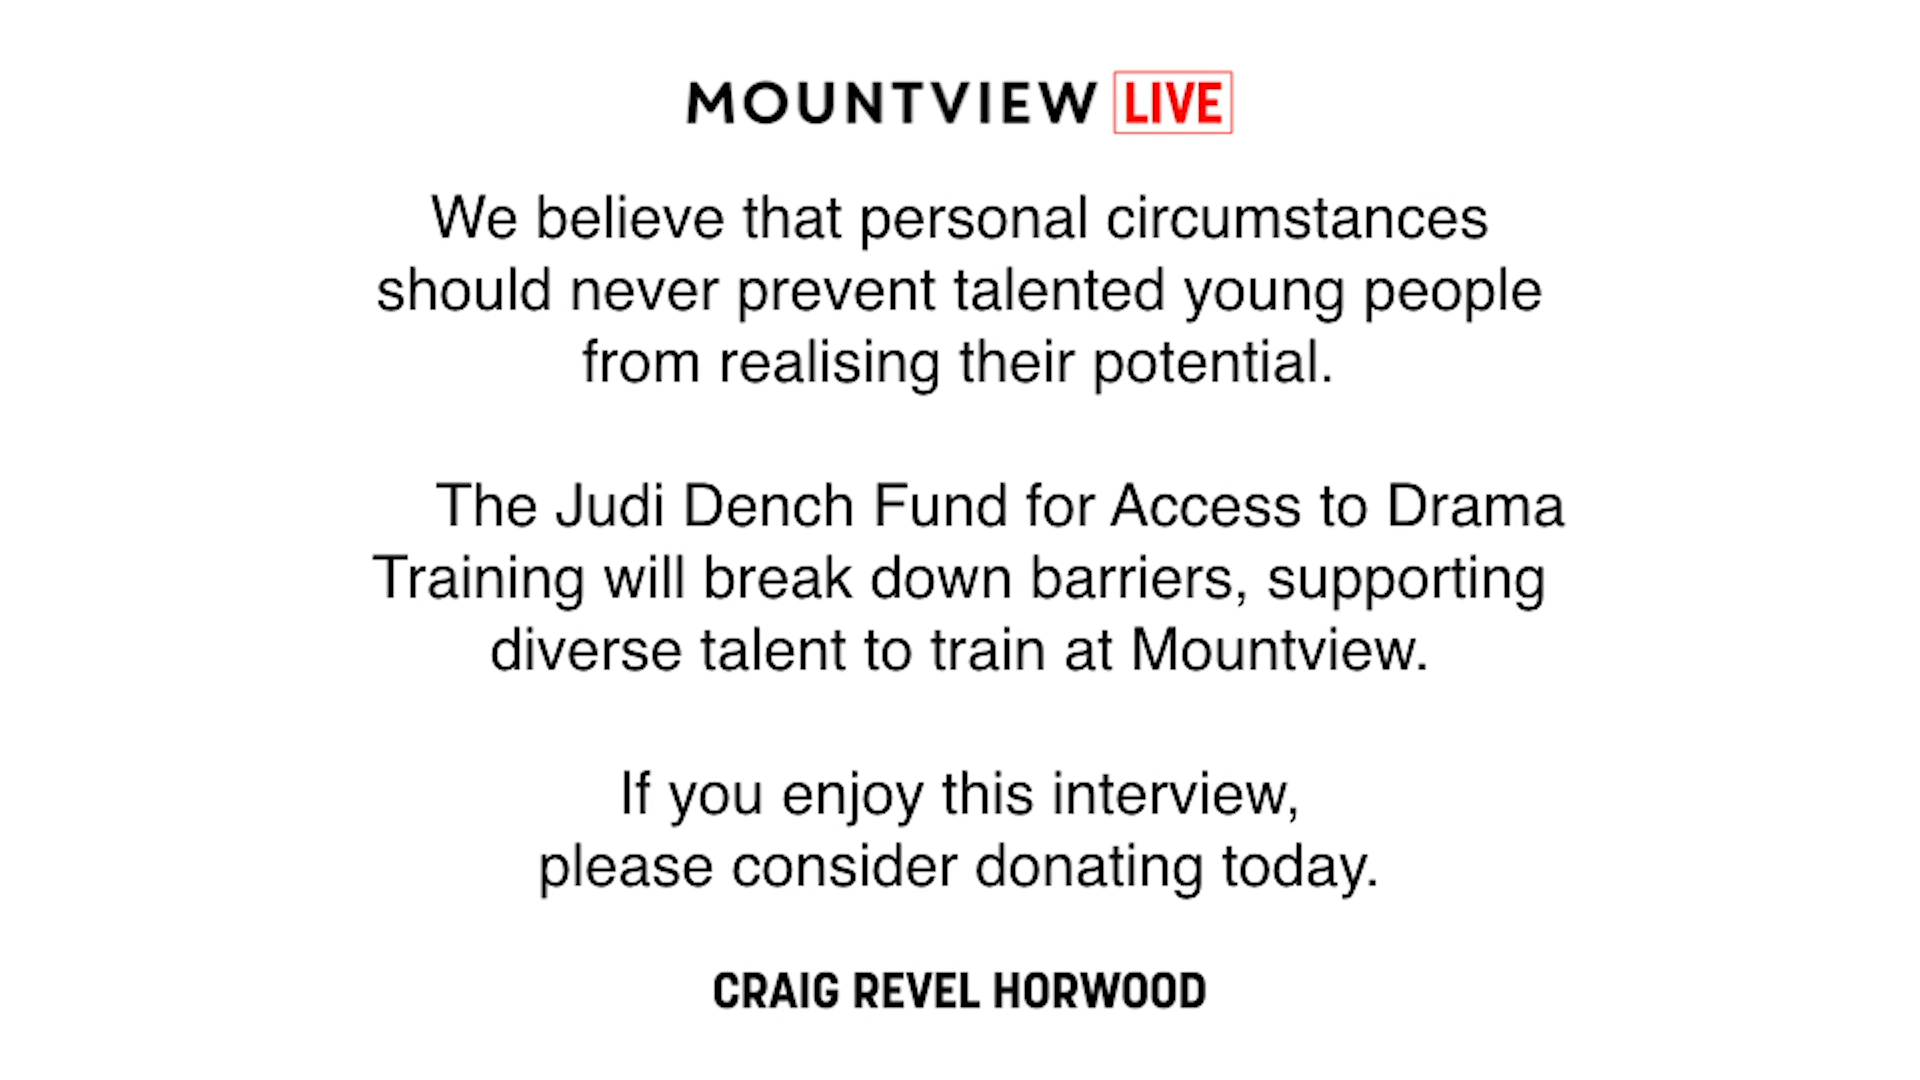 MOUNTVIEW LIVE
We believe that personal circumstances
should never prevent talented young people
from realising their potential.
The Judi Dench Fund for Access to Drama
Training will break down barriers, supporting
diverse talent to train at Mountview.
If you enjoy this interview,
please consider donating today.
CRAIG REVEL HORWOOD